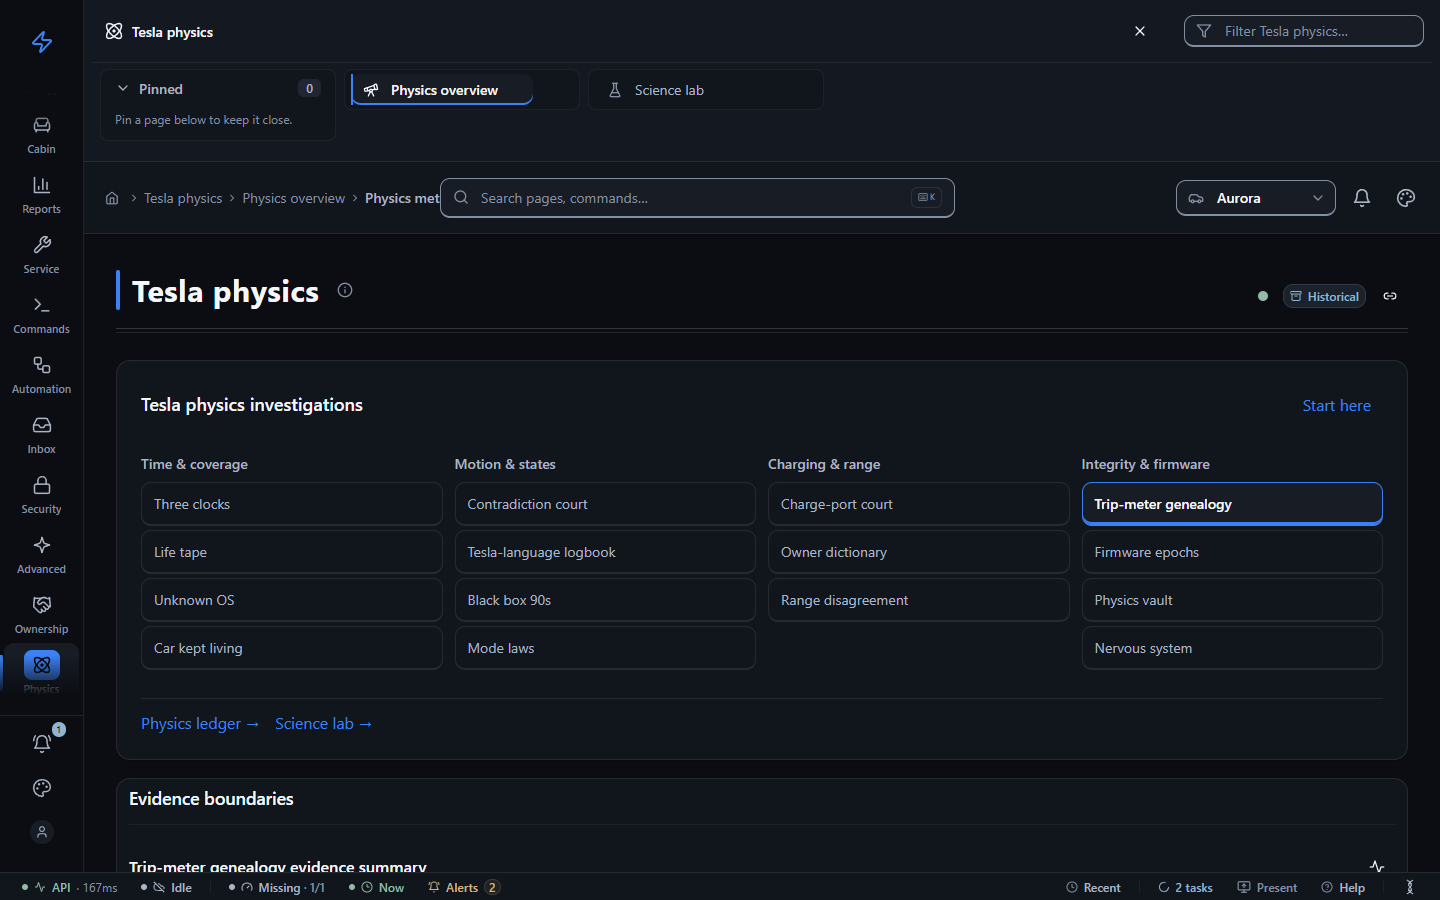 Tesla physics
Filter Tesla physics...
Pinned
0
Pin a page below to keep it close.
Physics overview
Science lab
Cabin
Reports
Service
Commands
Automation
Inbox
Security
Advanced
Ownership
Physics
1
Tesla physics
Physics overview
Physics met
Search pages, commands...
K
Aurora
Tesla physics
Historical
Tesla physics investigations
Start here
Time & coverage
Three clocks
Life tape
Unknown OS
Car kept living
Motion & states
Contradiction court
Tesla-language logbook
Black box 90s
Mode laws
Charging & range
Charge-port court
Owner dictionary
Range disagreement
Integrity & firmware
Trip-meter genealogy
Firmware epochs
Physics vault
Nervous system
Physics ledger →
Science lab →
Evidence boundaries
Trip-meter genealogy evidence summary
API · 167ms
Idle
Missing · 1/1
Now
Alerts 2
Recent
2 tasks
Present
Help